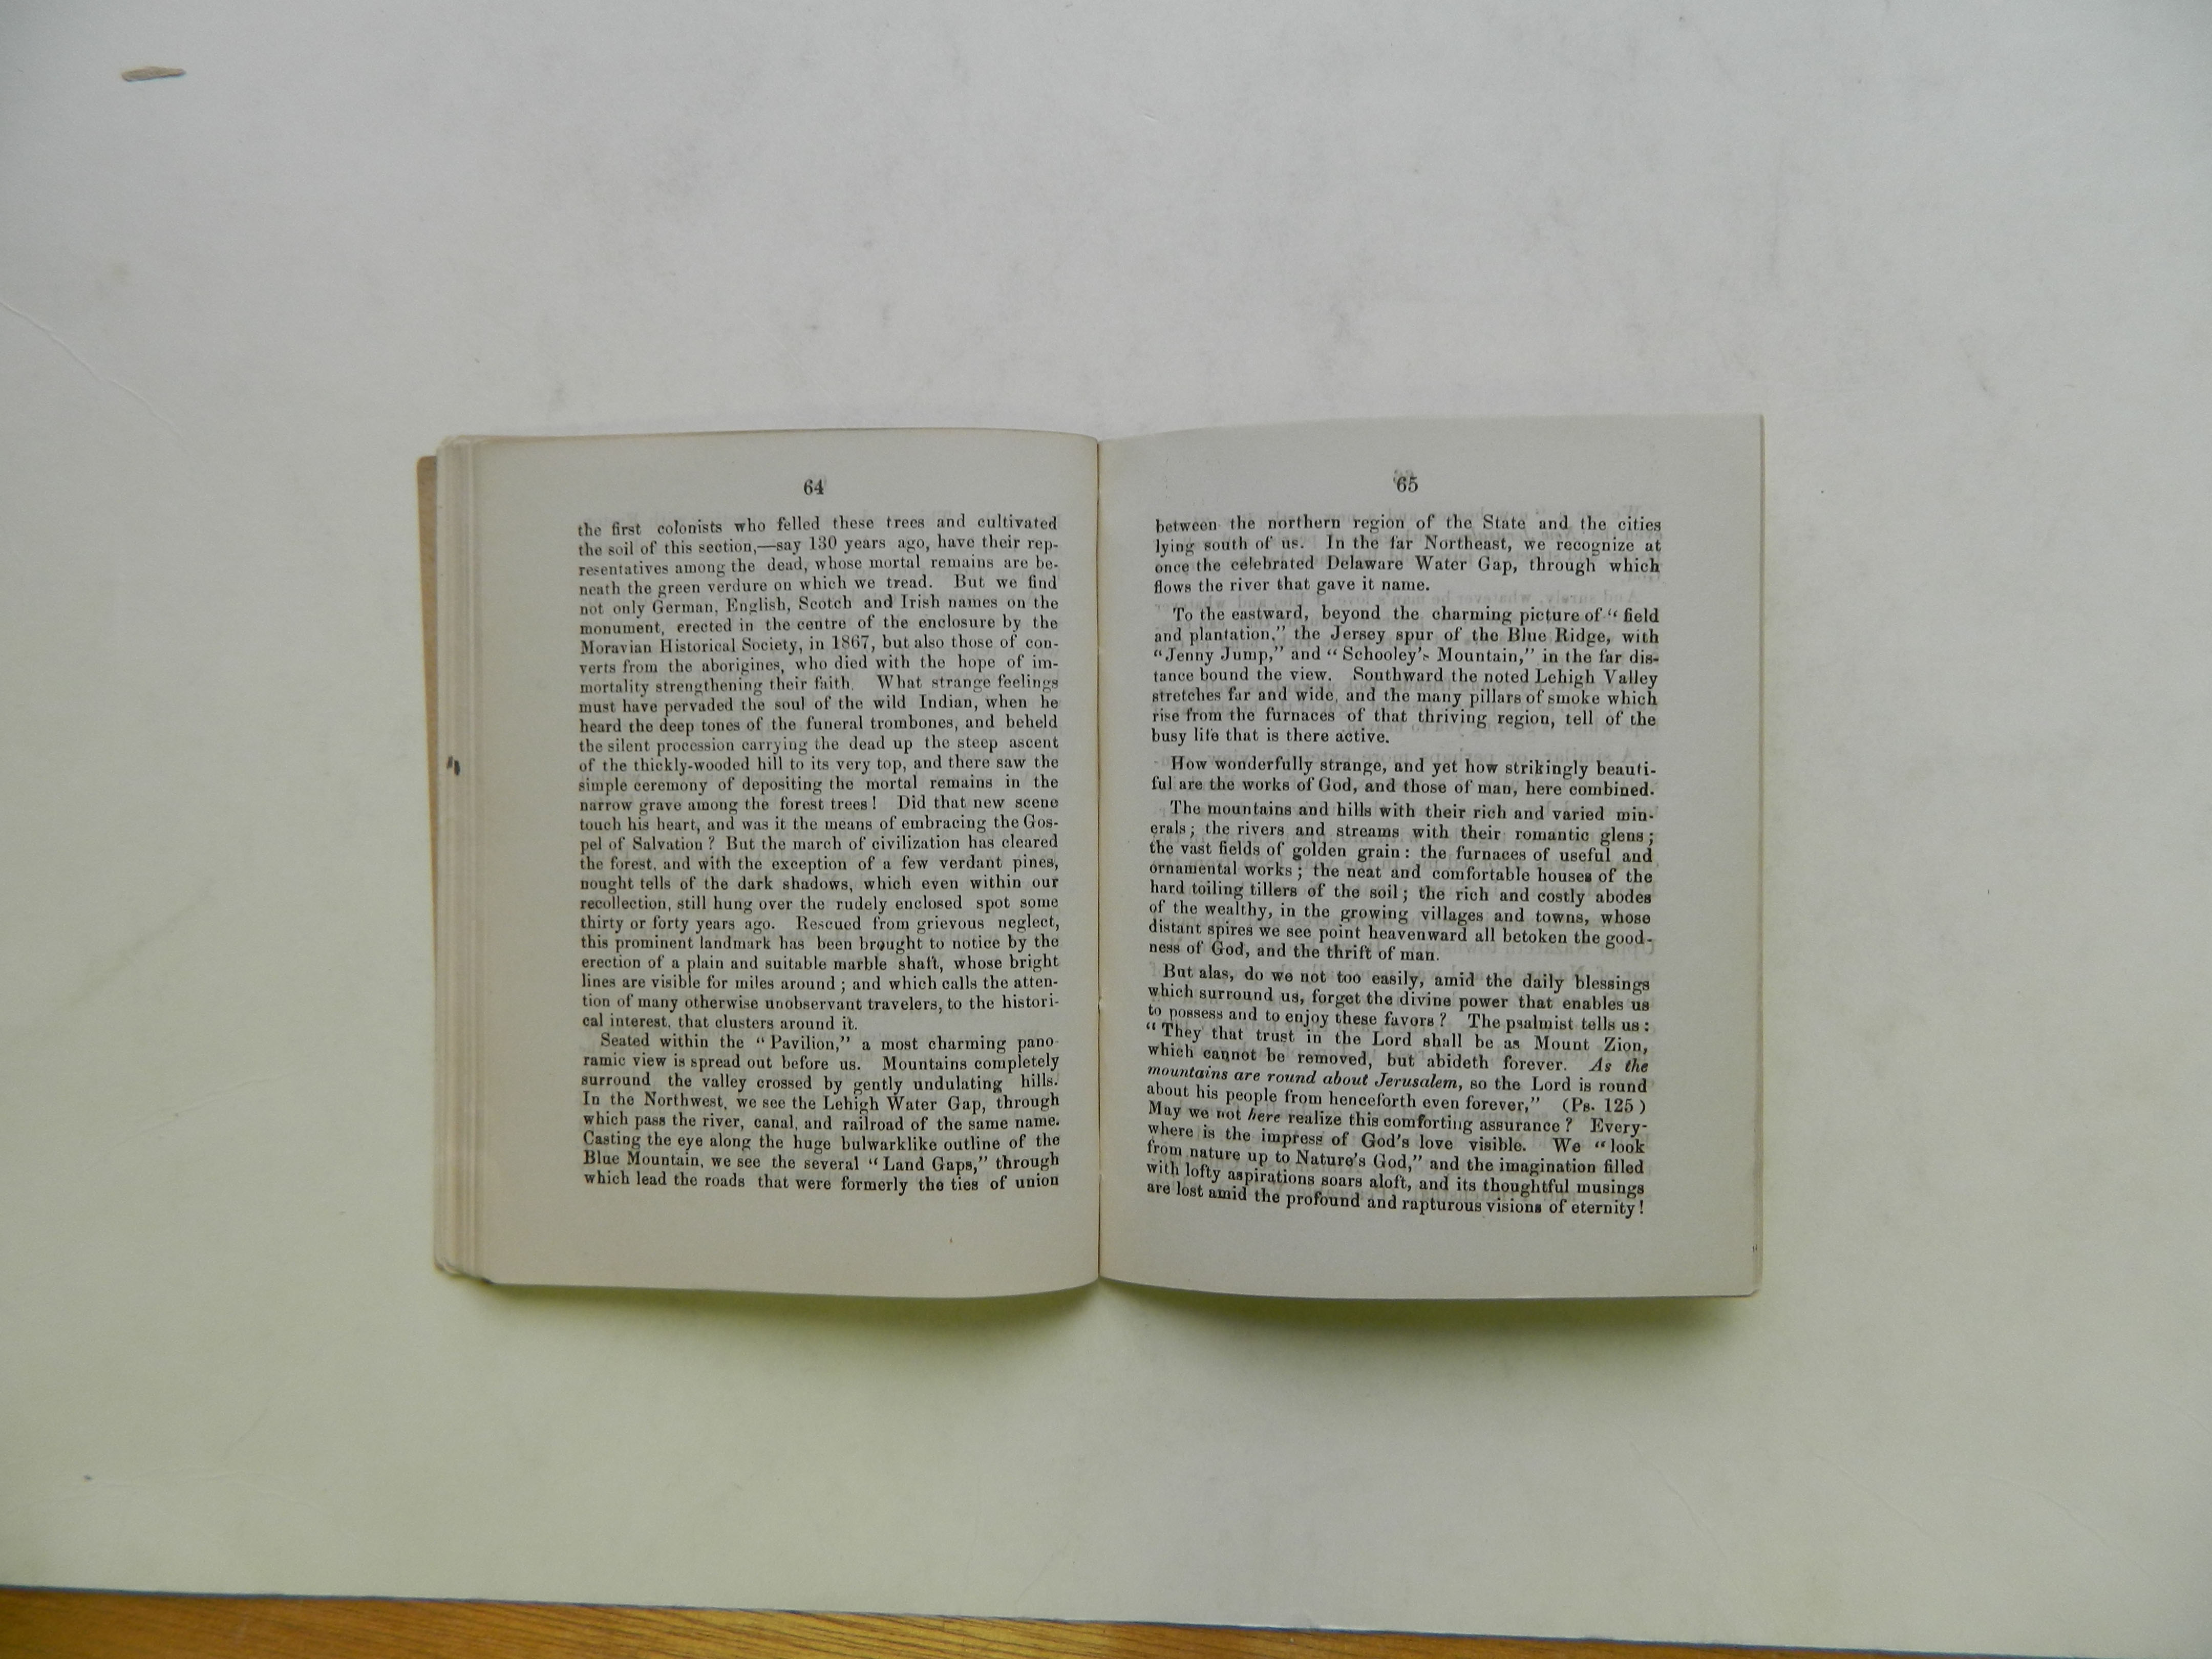 64
the first colonists who felled these trees and cultivated
the soil of this section,—say 130 years ago, have their rep-
resentatives among the dead, whose mortal remains are be-
neath the green verdure on which we tread. But we find
not only German, English, Scotch and Irish names on the
monument, erected in the centre of the enclosure by the
Moravian Historical Society, in 1867, but also those of con-
verts from the aborigines, who died with the hope of im-
mortality strengthening their faith. What strange feelings
must have pervaded the soul of the wild Indian, when he
heard the deep tones of the funeral trombones, and beheld
the silent procession carrying the dead up the steep ascent
of the thickly-wooded hill to its very top, and there saw the
simple ceremony of depositing the mortal remains in the
narrow grave among the forest trees! Did that new scene
touch his heart, and was it the means of embracing the Gos-
pel of Salvation? But the march of civilization has cleared
the forest, and with the exception of a few verdant pines,
nought tells of the dark shadows, which even within our
recollection, still hung over the rudely enclosed spot some
thirty or forty years ago. Rescued from grievous neglect,
this prominent landmark has been brought to notice by the
erection of a plain and suitable marble shaft, whose bright
lines are visible for miles around; and which calls the atten-
tion of many otherwise unobservant travelers, to the histori-
cal interest, that clusters around it.
Seated within the "Pavilion," a most charming pano-
ramic view is spread out before us. Mountains completely
surround the valley crossed by gently undulating hills.
In the Northwest, we see the Lehigh Water Gap, through
which pass the river, canal, and railroad of the same name.
Casting the eye along the huge bulwarklike outline of the
Blue Mountain, we see the several "Land Gaps," through
which lead the roads that were formerly the ties of union
65
between the northern region of the State and the cities
lying south of us. In the far Northeast, we recognize at
once the celebrated Delaware Water Gap, through which
flows the river that gave it name.
To the eastward, beyond the charming picture of "field
and plantation," the Jersey spur of the Blue Ridge, with
"Jenny Jump," and "Schooley's Mountain," in the far dis-
tance bound the view. Southward the noted Lehigh Valley
stretches far and wide, and the many pillars of smoke which
rise from the furnaces of that thriving region, tell of the
busy life that is there active.
How wonderfully strange, and yet how strikingly beauti-
ful are the works of God, and those of man, here combined.
The mountains and hills with their rich and varied min-
erals; the rivers and streams with their romantic glens;
the vast fields of golden grain: the furnaces of useful and
ornamental works; the neat and comfortable houses of the
hard toiling tillers of the soil; the rich and costly abodes
of the wealthy, in the growing villages and towns, whose
distant spires we see point heavenward all betoken the good-
ness of God, and the thrift of man.
But alas, do we not too easily, amid the daily blessings
which surround us, forget the divine power that enables us
to possess and to enjoy these favors? The psalmist tells us:
"They that trust in the Lord shall be as Mount Zion,
which cannot be removed, but abideth forever. As the
mountains are round about Jerusalem, so the Lord is round
about his people from henceforth even forever," (Ps. 125)
May we not here realize this comforting assurance? Every-
where is the impress of God's love visible. We "look
from nature up to Nature's God," and the imagination filled
with lofty aspirations soars aloft, and its thoughtful musings
are lost amid the profound and rapturous visions of eternity!